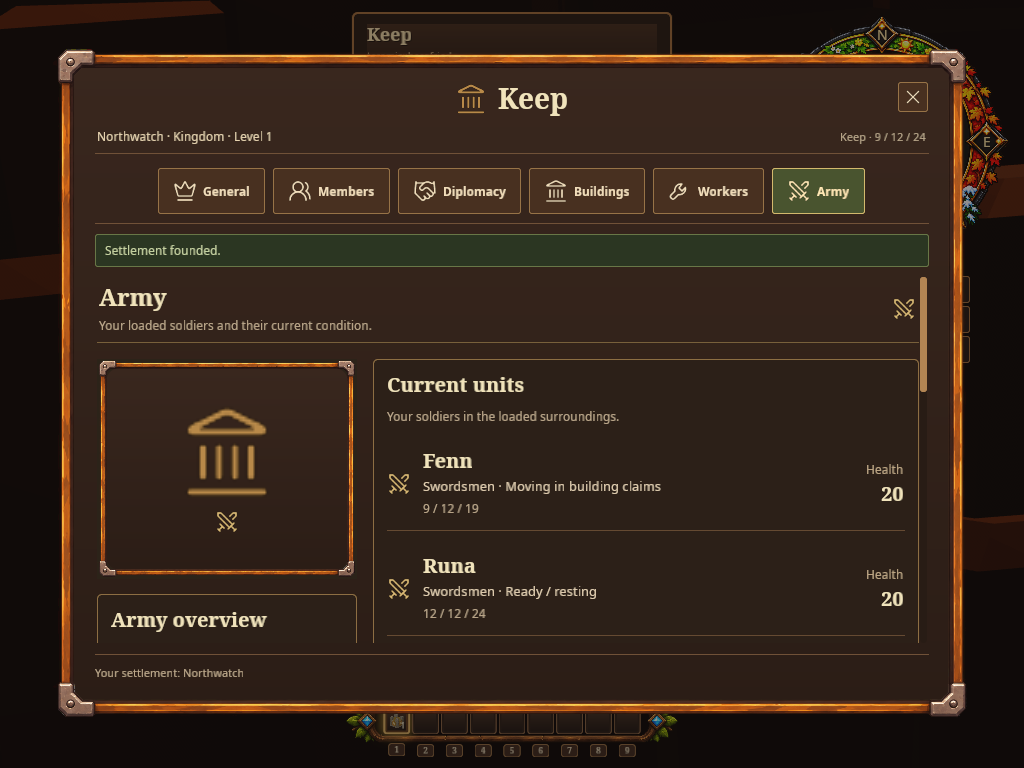 Keep
N
Keep
Northwatch · Kingdom · Level 1
Keep · 9 / 12 / 24
E
General
Members
Diplomacy
Buildings
Workers
Army
Settlement founded.
Army
Your loaded soldiers and their current condition.
Current units
Your soldiers in the loaded surroundings.
Fenn
Swordsmen · Moving in building claims
9 / 12 / 19
Health
20
Runa
Swordsmen · Ready / resting
12 / 12 / 24
Health
20
Army overview
Your settlement: Northwatch
1 2 3 4 5 6 7 8 9